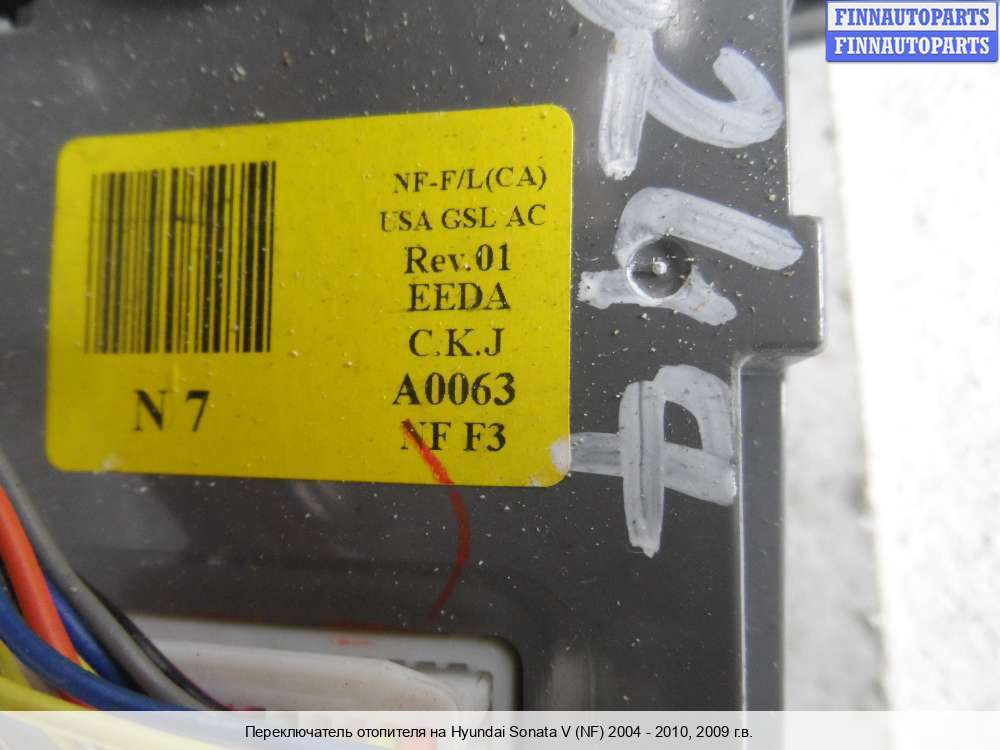 FINNAUTOPARTS
FINNAUTOPARTS
NF-F/L(CA)
USA GSL AC
Rev.01
EEDA
C.K.J
A0063
NF F3
N 7
Переключатель отопителя на Hyundai Sonata V (NF) 2004 - 2010, 2009 г.в.